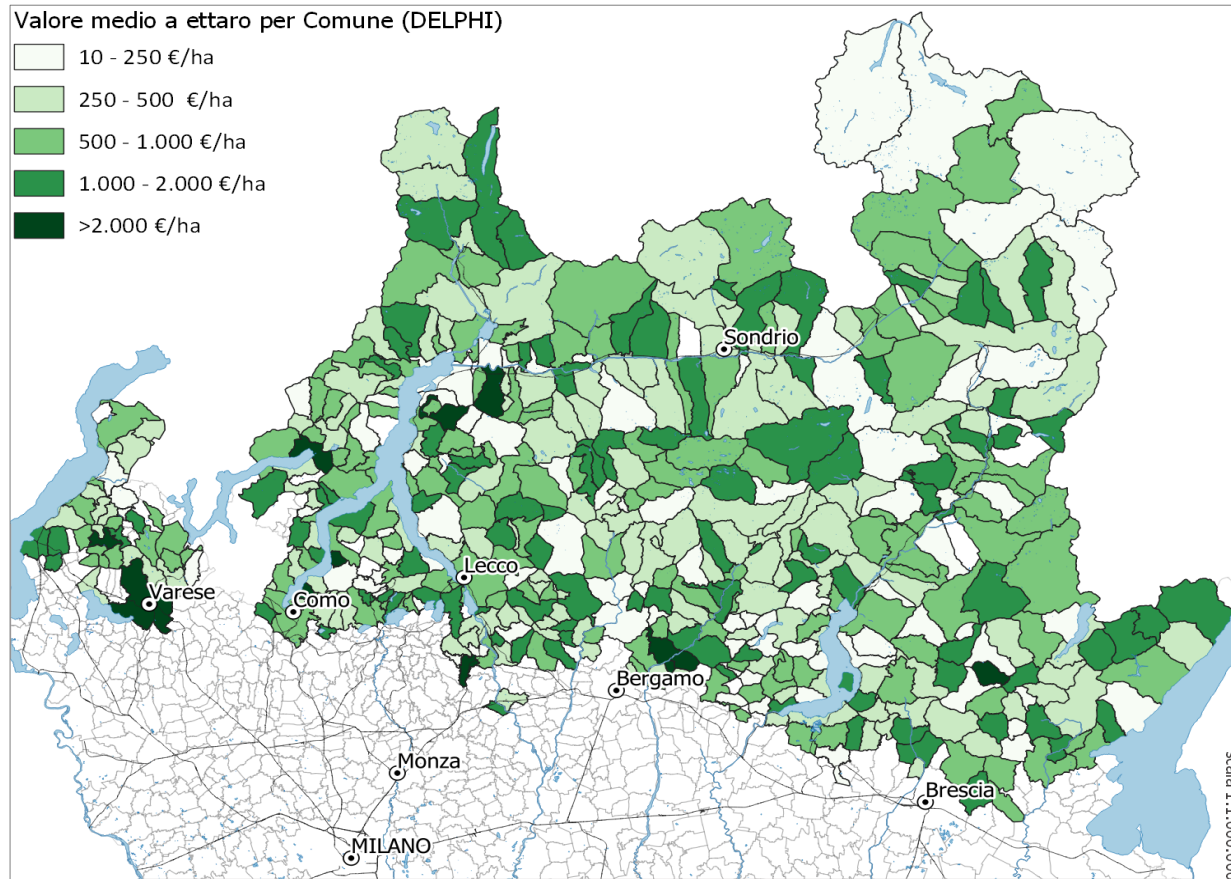 Valore medio a ettaro per Comune (DELPHI)
10 - 250 €/ha
250 - 500 €/ha
500 - 1.000 €/ha
1.000 - 2.000 €/ha
>2.000 €/ha
Sondrio
Lecco
Varese
Como
Bergamo
Monza
Brescia
MILANO